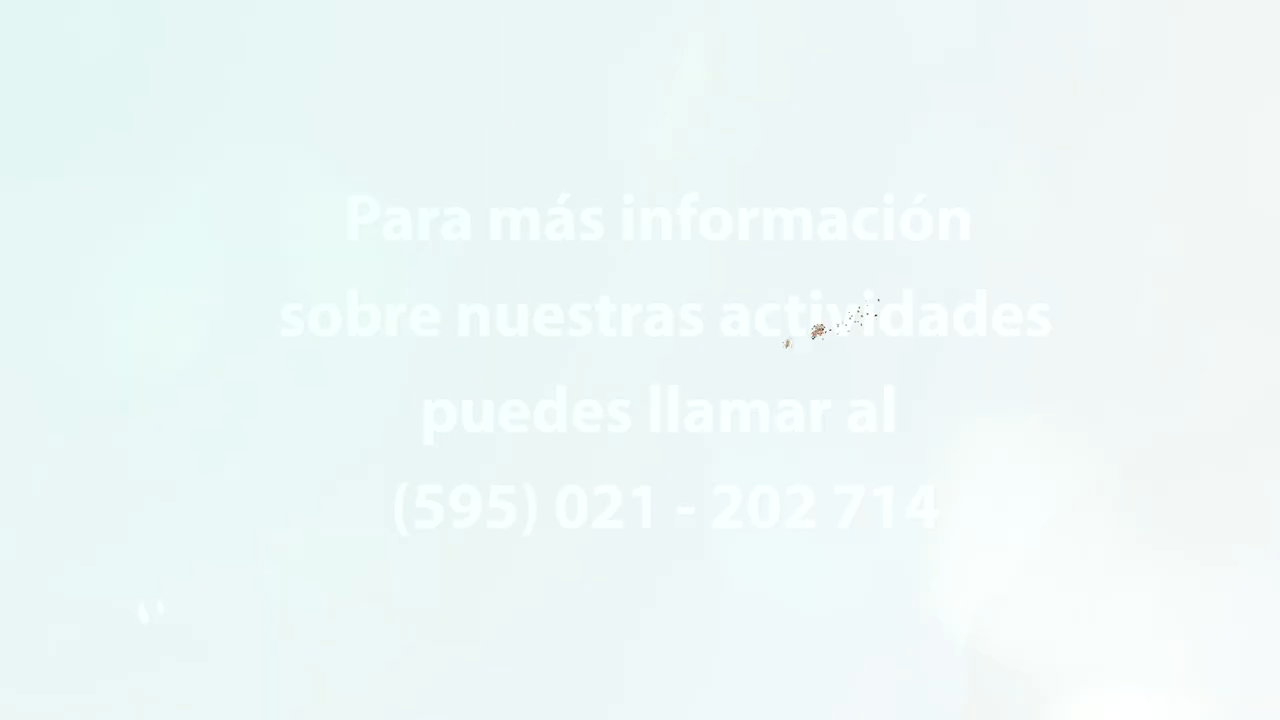 Para más información
sobre nuestras actividades
puedes llamar al
(595) 021 - 202 714